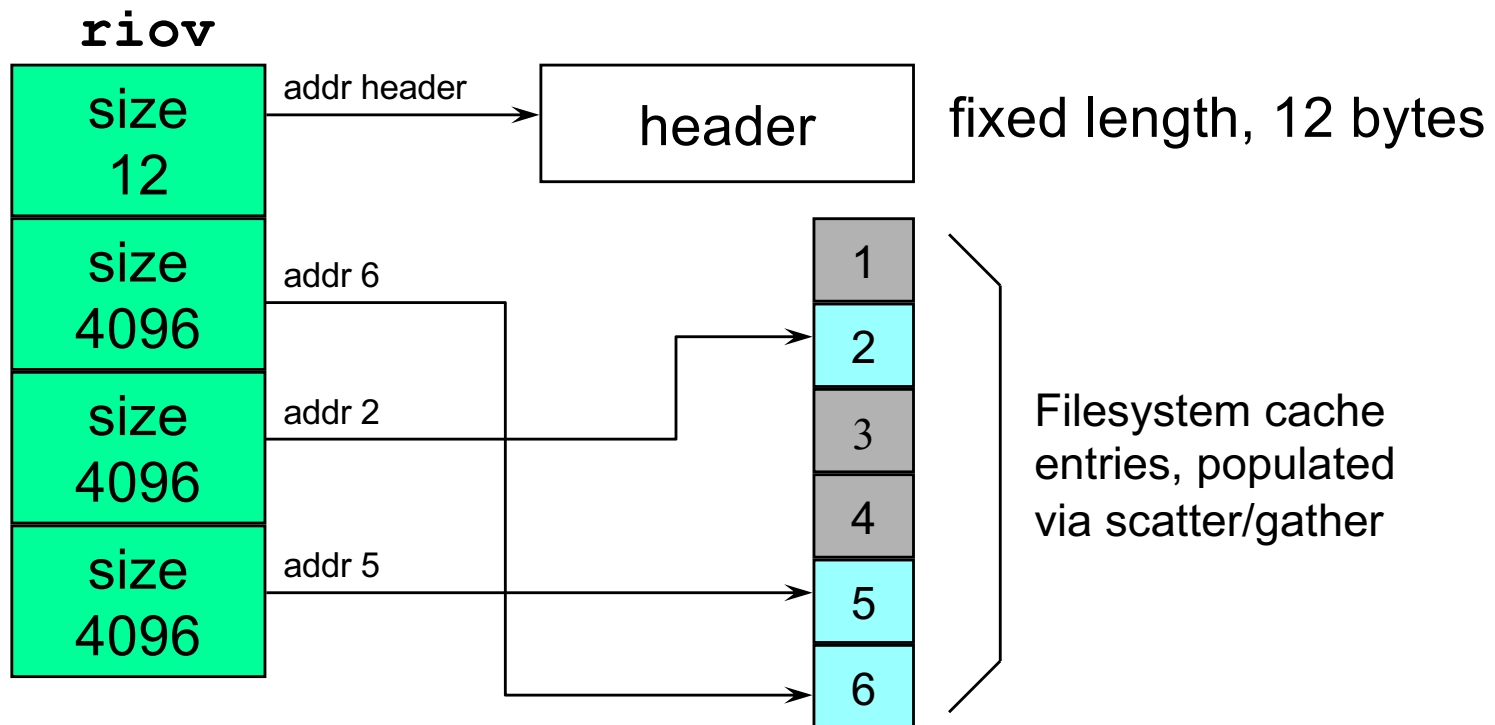 riov
size
12
addr header
header
fixed length, 12 bytes
size
4096
addr 6
size
4096
addr 2
size
4096
addr 5
1
2
3
4
5
6
Filesystem cache
entries, populated
via scatter/gather